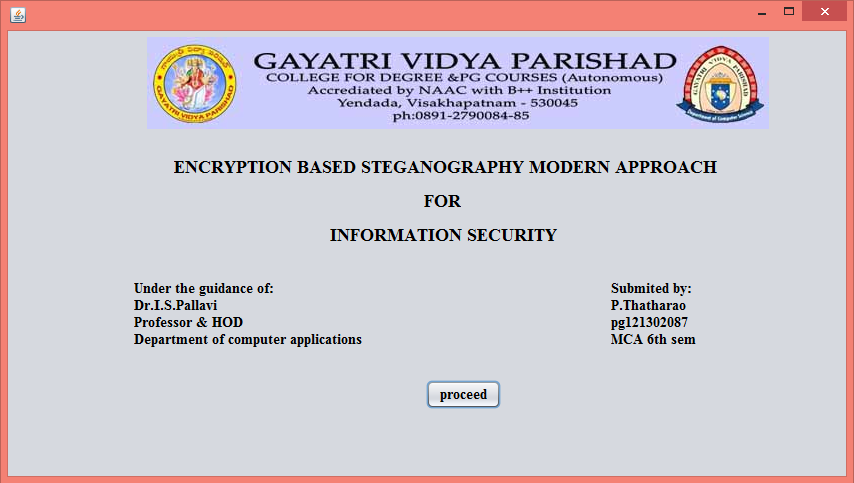 GAYATRI VIDYA PARISHAD
COLLEGE FOR DEGREE &PG COURSES (Autonomous)
Accrediated by NAAC with B++ Institution
Yendada, Visakhapatnam - 530045
ph:0891-2790084-85
GAYATRI VIDYA PARISHAD
GAYATRI VIDYA PARISHAD
Department of Computer Science
ENCRYPTION BASED STEGANOGRAPHY MODERN APPROACH
FOR
INFORMATION SECURITY
Under the guidance of:
Dr.I.S.Pallavi
Professor & HOD
Department of computer applications
Submited by:
P.Thatharao
pg121302087
MCA 6th sem
proceed